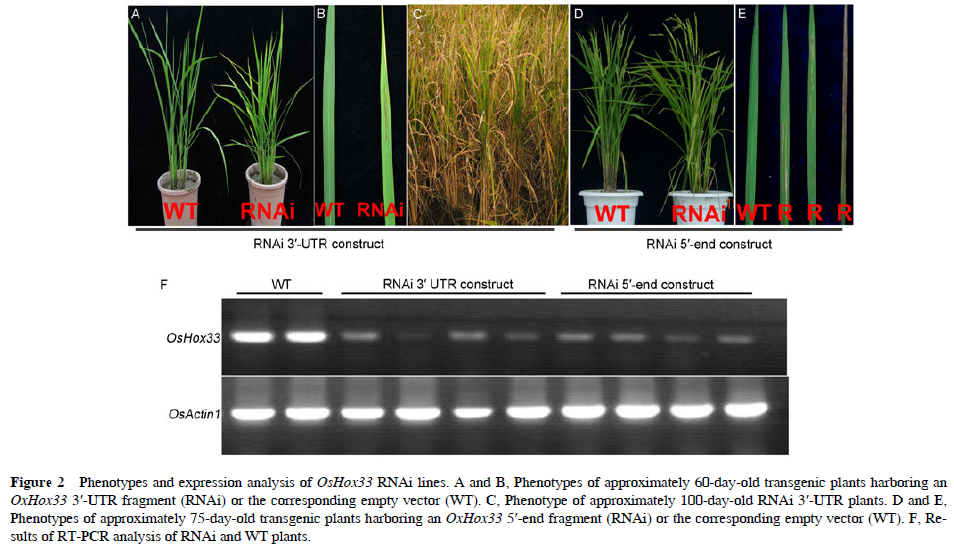 A B C D E
WT RNAi WT RNAi WT RNAi WT R R R
RNAi 3'-UTR construct RNAi 5'-end construct
F WT RNAi 3' UTR construct RNAi 5'-end construct
OsHox33
OsActin1
Figure 2 Phenotypes and expression analysis of OsHox33 RNAi lines. A and B, Phenotypes of approximately 60-day-old transgenic plants harboring an
OxHox33 3'-UTR fragment (RNAi) or the corresponding empty vector (WT). C, Phenotype of approximately 100-day-old RNAi 3'-UTR plants. D and E,
Phenotypes of approximately 75-day-old transgenic plants harboring an OxHox33 5'-end fragment (RNAi) or the corresponding empty vector (WT). F, Re-
sults of RT-PCR analysis of RNAi and WT plants.